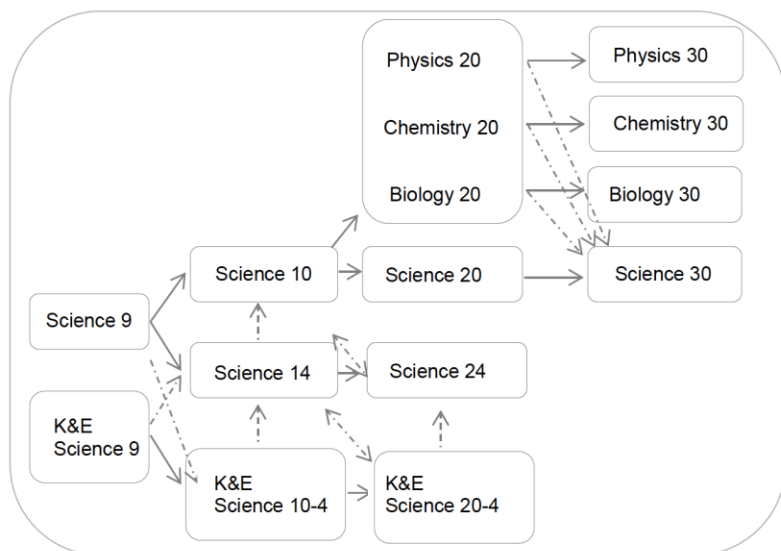 Physics 20
Physics 30
Chemistry 20
Chemistry 30
Biology 20
Biology 30
Science 10
Science 20
Science 30
Science 9
Science 14
Science 24
K&E
Science 9
K&E
Science 10-4
K&E
Science 20-4